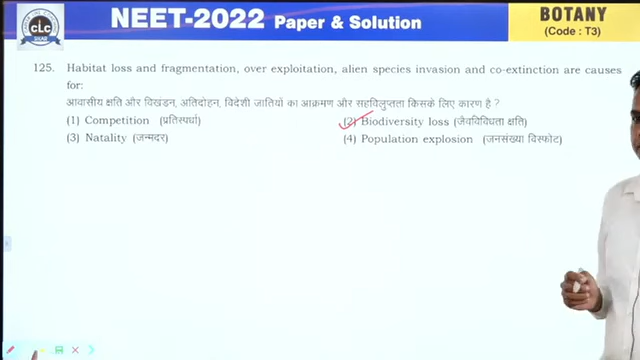 CLC
SIKAR
NEET-2022 Paper & Solution
BOTANY
(Code : T3)
125. Habitat loss and fragmentation, over exploitation, alien species invasion and co-extinction are causes
for:
आवासीय क्षति और विखंडन, अतिदोहन, विदेशी जातियों का आक्रमण और सहविलुप्तता किसके लिए कारण है ?
(1) Competition (प्रतिस्पर्धा) (2) Biodiversity loss (जैवविविधता क्षति)
(3) Natality (जन्मदर) (4) Population explosion (जनसंख्या विस्फोट)